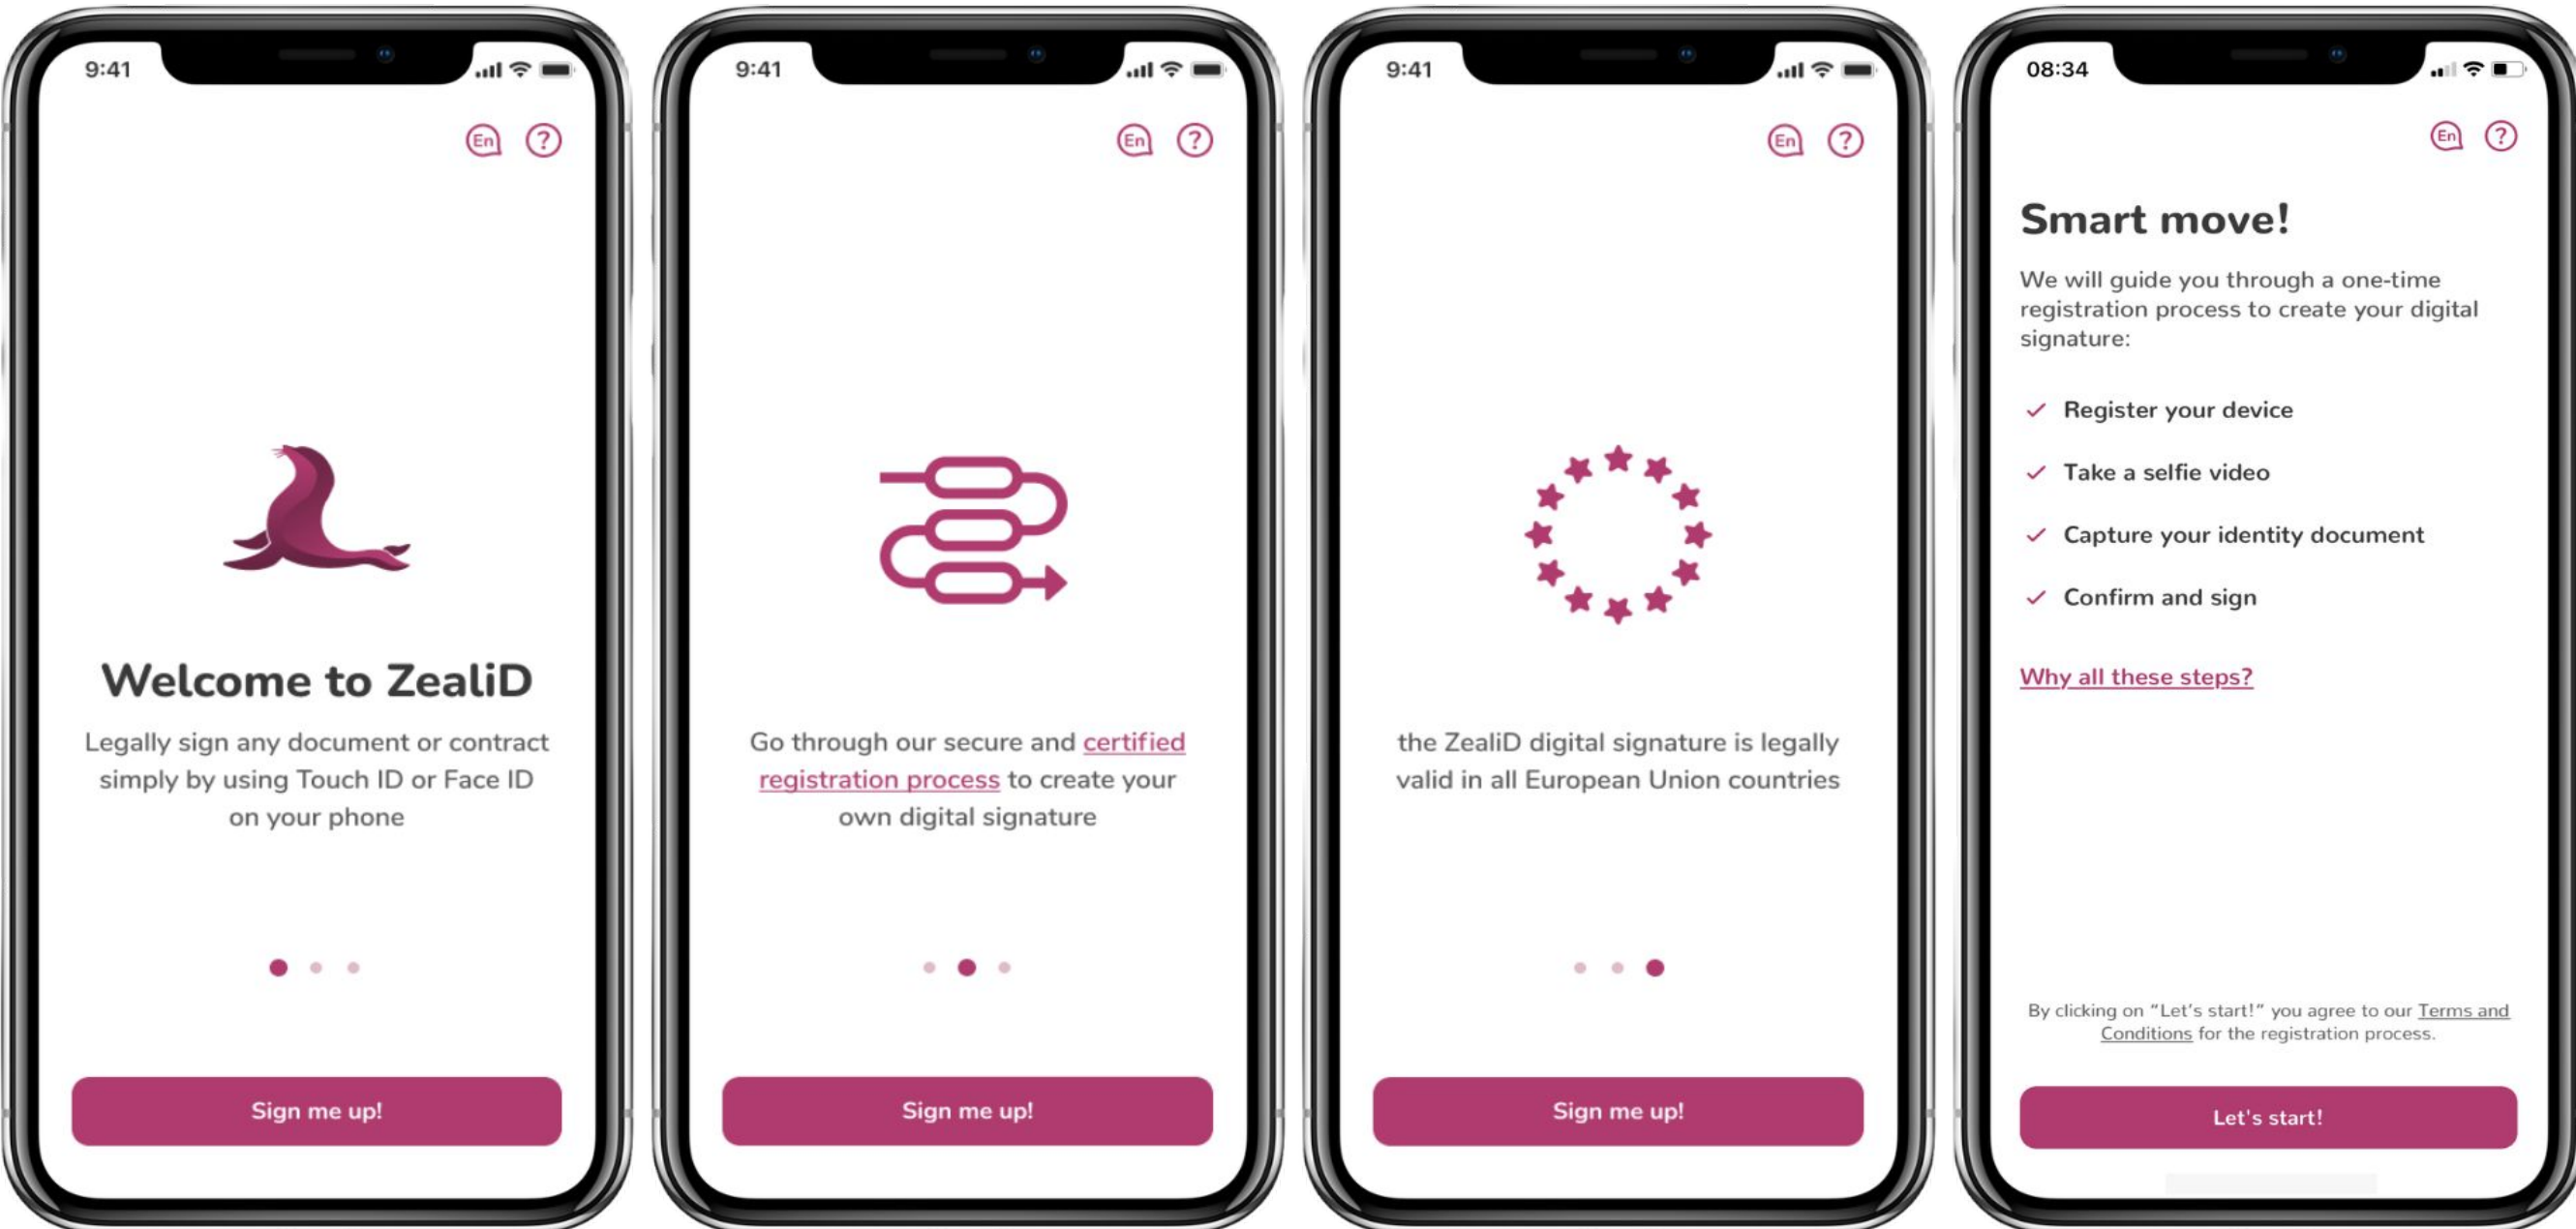 9:41
En ?
Welcome to ZealiD
Legally sign any document or contract
simply by using Touch ID or Face ID
on your phone
Sign me up!
9:41
En ?
Go through our secure and certified
registration process to create your
own digital signature
Sign me up!
9:41
En ?
the ZealiD digital signature is legally
valid in all European Union countries
Sign me up!
08:34
En ?
Smart move!
We will guide you through a one-time
registration process to create your digital
signature:
Register your device
Take a selfie video
Capture your identity document
Confirm and sign
Why all these steps?
By clicking on “Let’s start!” you agree to our Terms and
Conditions for the registration process.
Let's start!